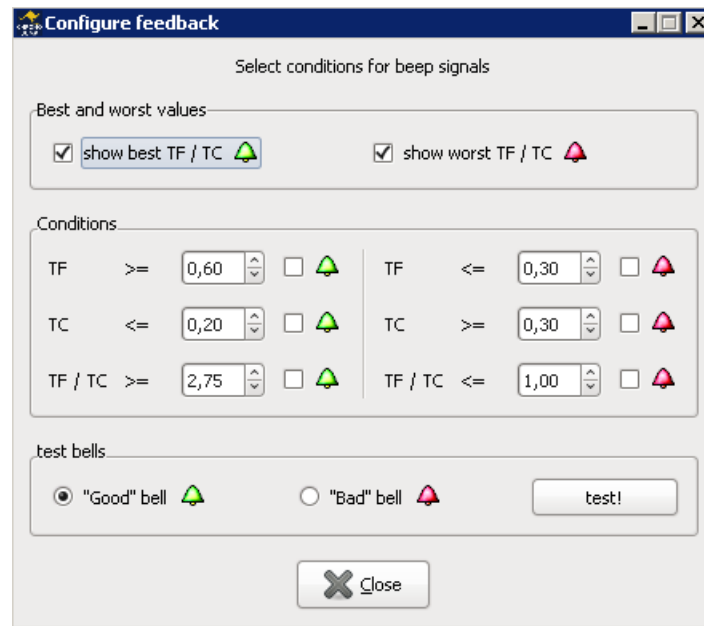 Configure feedback
Select conditions for beep signals
Best and worst values
show best TF / TC show worst TF / TC
Conditions
TF >= 0,60 TF <= 0,30
TC <= 0,20 TC >= 0,30
TF / TC >= 2,75 TF / TC <= 1,00
test bells
"Good" bell "Bad" bell test!
Close